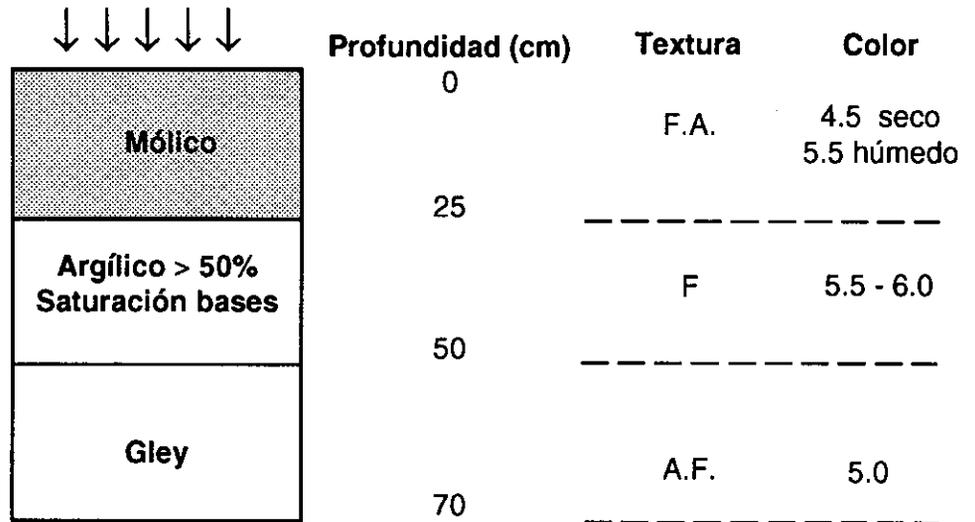 Profundidad (cm) Textura Color
0
Mólico F.A. 4.5 seco
5.5 húmedo
25
Argílico > 50%
Saturación bases F 5.5 - 6.0
50
Gley A.F. 5.0
70